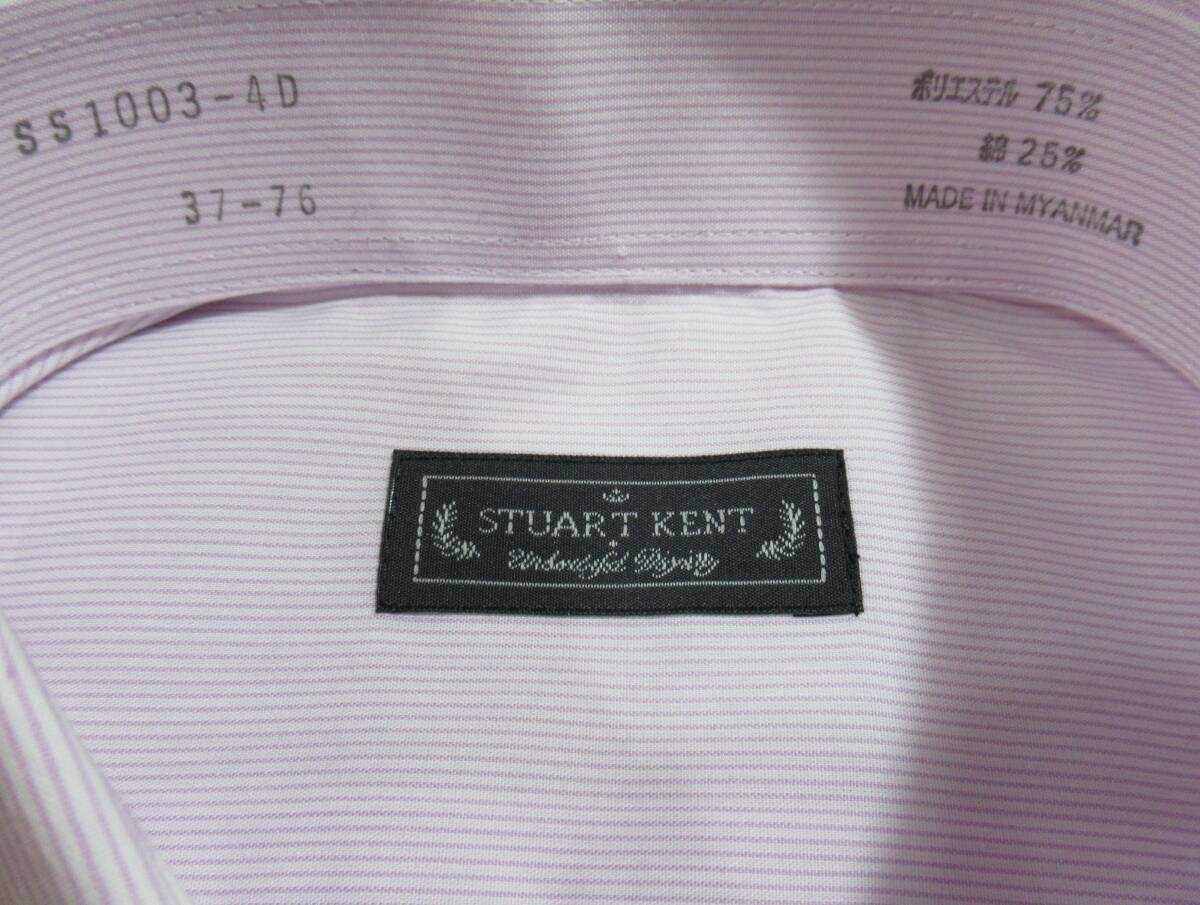 SS1003-4D
37-76
ポリエステル 75%
綿 25%
MADE IN MYANMAR
STUART KENT